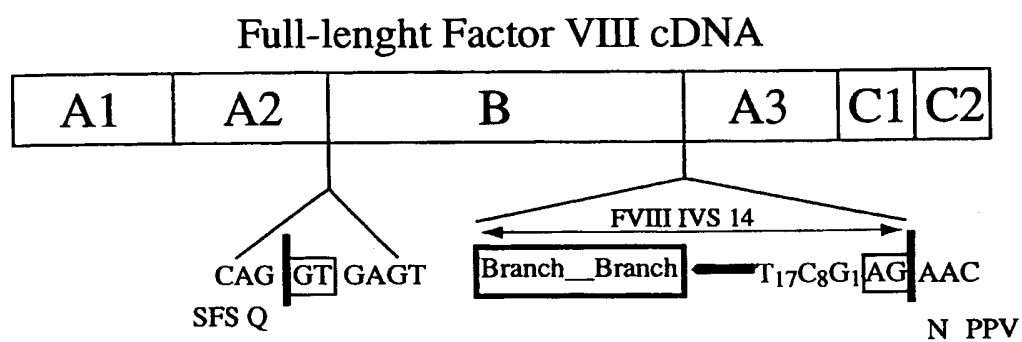 Full-lenght Factor VIII cDNA
A1 A2 B A3 C1 C2
FVIII IVS 14
CAG GT GAGT Branch__Branch T17C8G1AG AAC
SFS Q N PPV